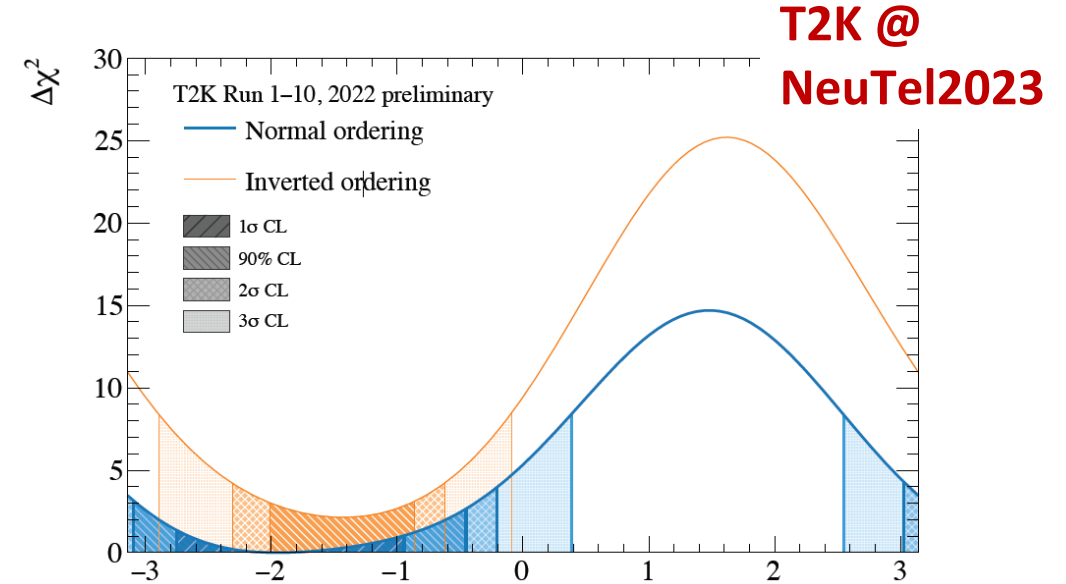 T2K @
NeuTel2023
Δχ²
30
25
20
15
10
5
0
T2K Run 1–10, 2022 preliminary
Normal ordering
Inverted ordering
1σ CL
90% CL
2σ CL
3σ CL
−3 −2 −1 0 1 2 3